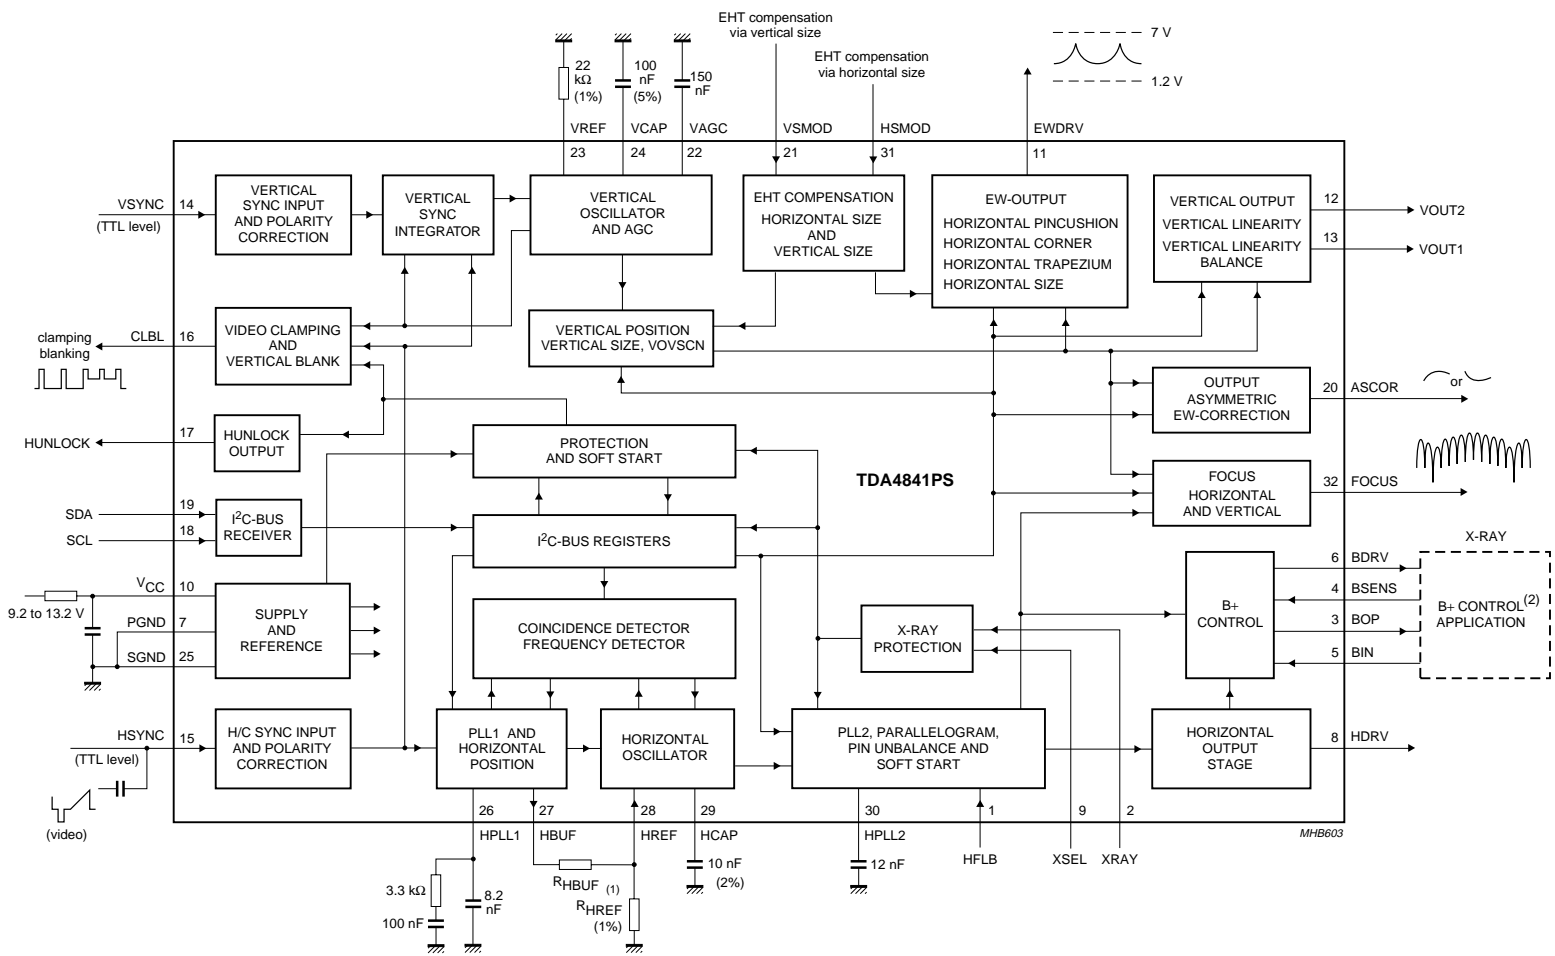 EHT compensation
via vertical size
EHT compensation
via horizontal size
7 V
1.2 V
22
kΩ
(1%)
100
nF
(5%)
150
nF
VREF
VCAP
VAGC
VSMOD
HSMOD
EWDRV
23
24
22
21
31
11
VSYNC
(TTL level)
14
VERTICAL
SYNC INPUT
AND POLARITY
CORRECTION
VERTICAL
SYNC
INTEGRATOR
VERTICAL
OSCILLATOR
AND AGC
EHT COMPENSATION
HORIZONTAL SIZE
AND
VERTICAL SIZE
EW-OUTPUT
HORIZONTAL PINCUSHION
HORIZONTAL CORNER
HORIZONTAL TRAPEZIUM
HORIZONTAL SIZE
VERTICAL OUTPUT
VERTICAL LINEARITY
VERTICAL LINEARITY
BALANCE
12
VOUT2
13
VOUT1
clamping
blanking
CLBL
16
VIDEO CLAMPING
AND
VERTICAL BLANK
VERTICAL POSITION
VERTICAL SIZE, VOVSCN
OUTPUT
ASYMMETRIC
EW-CORRECTION
20
ASCOR
or
HUNLOCK
17
HUNLOCK
OUTPUT
PROTECTION
AND SOFT START
TDA4841PS
FOCUS
HORIZONTAL
AND VERTICAL
32
FOCUS
SDA
19
SCL
18
I2C-BUS
RECEIVER
I2C-BUS REGISTERS
X-RAY
VCC
10
9.2 to 13.2 V
PGND
7
SGND
25
SUPPLY
AND
REFERENCE
COINCIDENCE DETECTOR
FREQUENCY DETECTOR
X-RAY
PROTECTION
B+
CONTROL
6
BDRV
4
BSENS
3
BOP
5
BIN
B+ CONTROL(2)
APPLICATION
HSYNC
(TTL level)
15
(video)
H/C SYNC INPUT
AND POLARITY
CORRECTION
PLL1 AND
HORIZONTAL
POSITION
HORIZONTAL
OSCILLATOR
PLL2, PARALLELOGRAM,
PIN UNBALANCE AND
SOFT START
HORIZONTAL
OUTPUT
STAGE
8
HDRV
26
27
28
29
30
1
9
2
MHB603
HPLL1
HBUF
HREF
HCAP
HPLL2
HFLB
XSEL
XRAY
3.3 kΩ
100 nF
8.2
nF
RHBUF (1)
RHREF
(1%)
10 nF
(2%)
12 nF